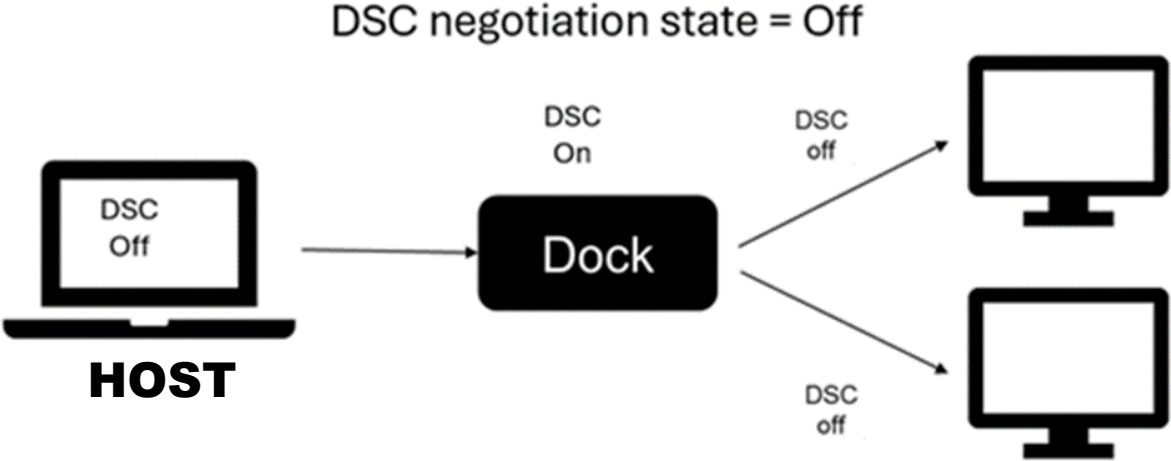 DSC negotiation state = Off
DSC
On
DSC
off
DSC
Off
Dock
HOST
DSC
off